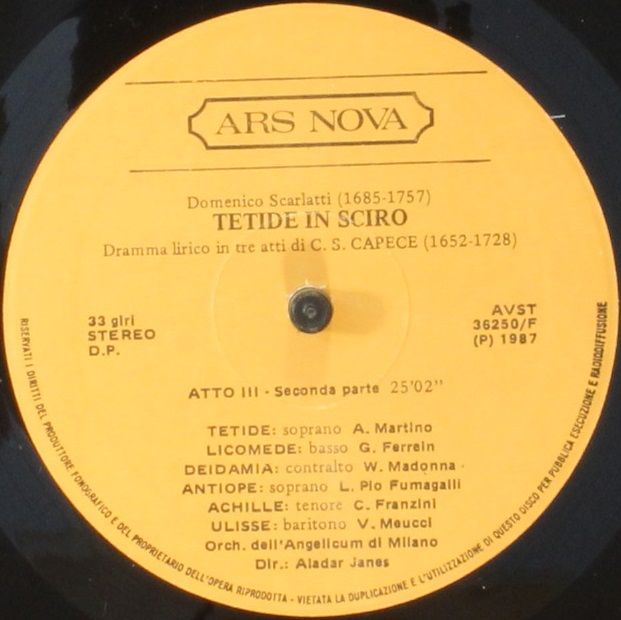 ARS NOVA
Domenico Scarlatti (1685-1757)
TETIDE IN SCIRO
Dramma lirico in tre atti di C. S. CAPECE (1652-1728)
33 giri
STEREO
D.P.
AVST
36250/F
(P) 1987
ATTO III - Seconda parte 25'02"
TETIDE: soprano A. Martino
LICOMEDE: basso G. Ferrein
DEIDAMIA: contralto W. Madonna
ANTIOPE: soprano L. Pio Fumagalli
ACHILLE: tenore C. Franzini
ULISSE: baritono V. Meucci
Orch. dell'Angelicum di Milano
Dir.: Aladar Janes
RISERVATI I DIRITTI DEL PRODUTTORE FONOGRAFICO E DEL PROPRIETARIO DELL'OPERA RIPRODOTTA - VIETATA LA DUPLICAZIONE E L'UTILIZZAZIONE DI QUESTO DISCO PER PUBBLICA ESECUZIONE E RADIODIFFUSIONE